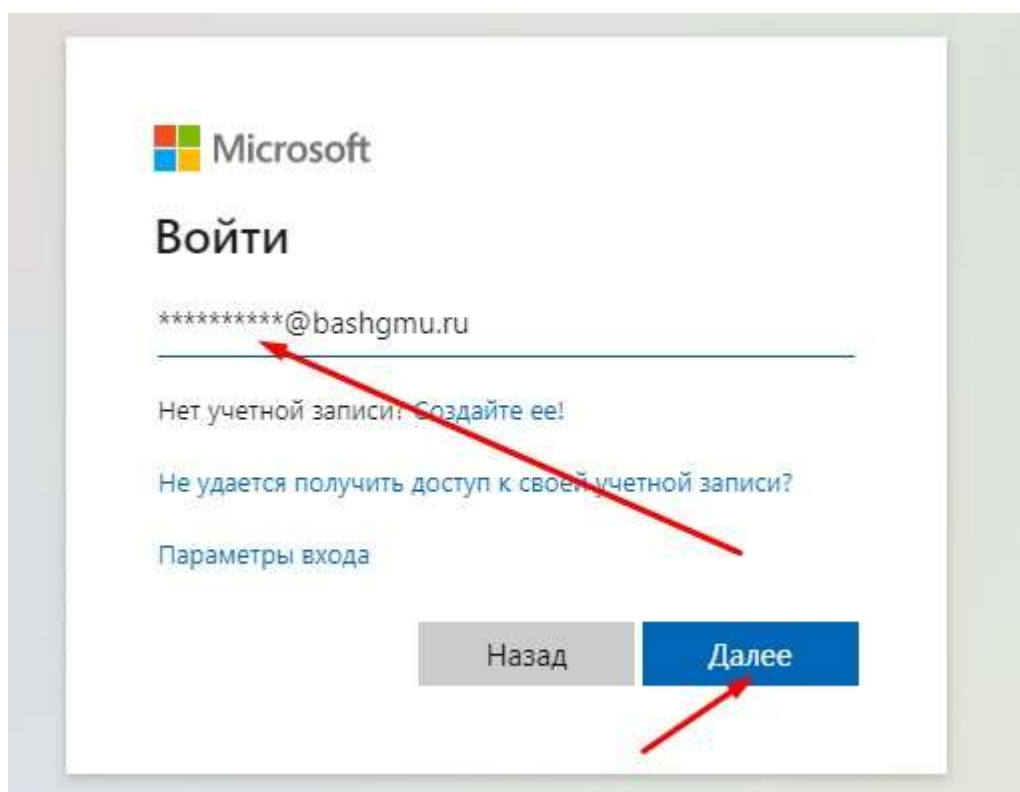 Microsoft
Войти
**********@bashgmu.ru
Нет учетной записи? Создайте ее!
Не удается получить доступ к своей учетной записи?
Параметры входа
Назад Далее